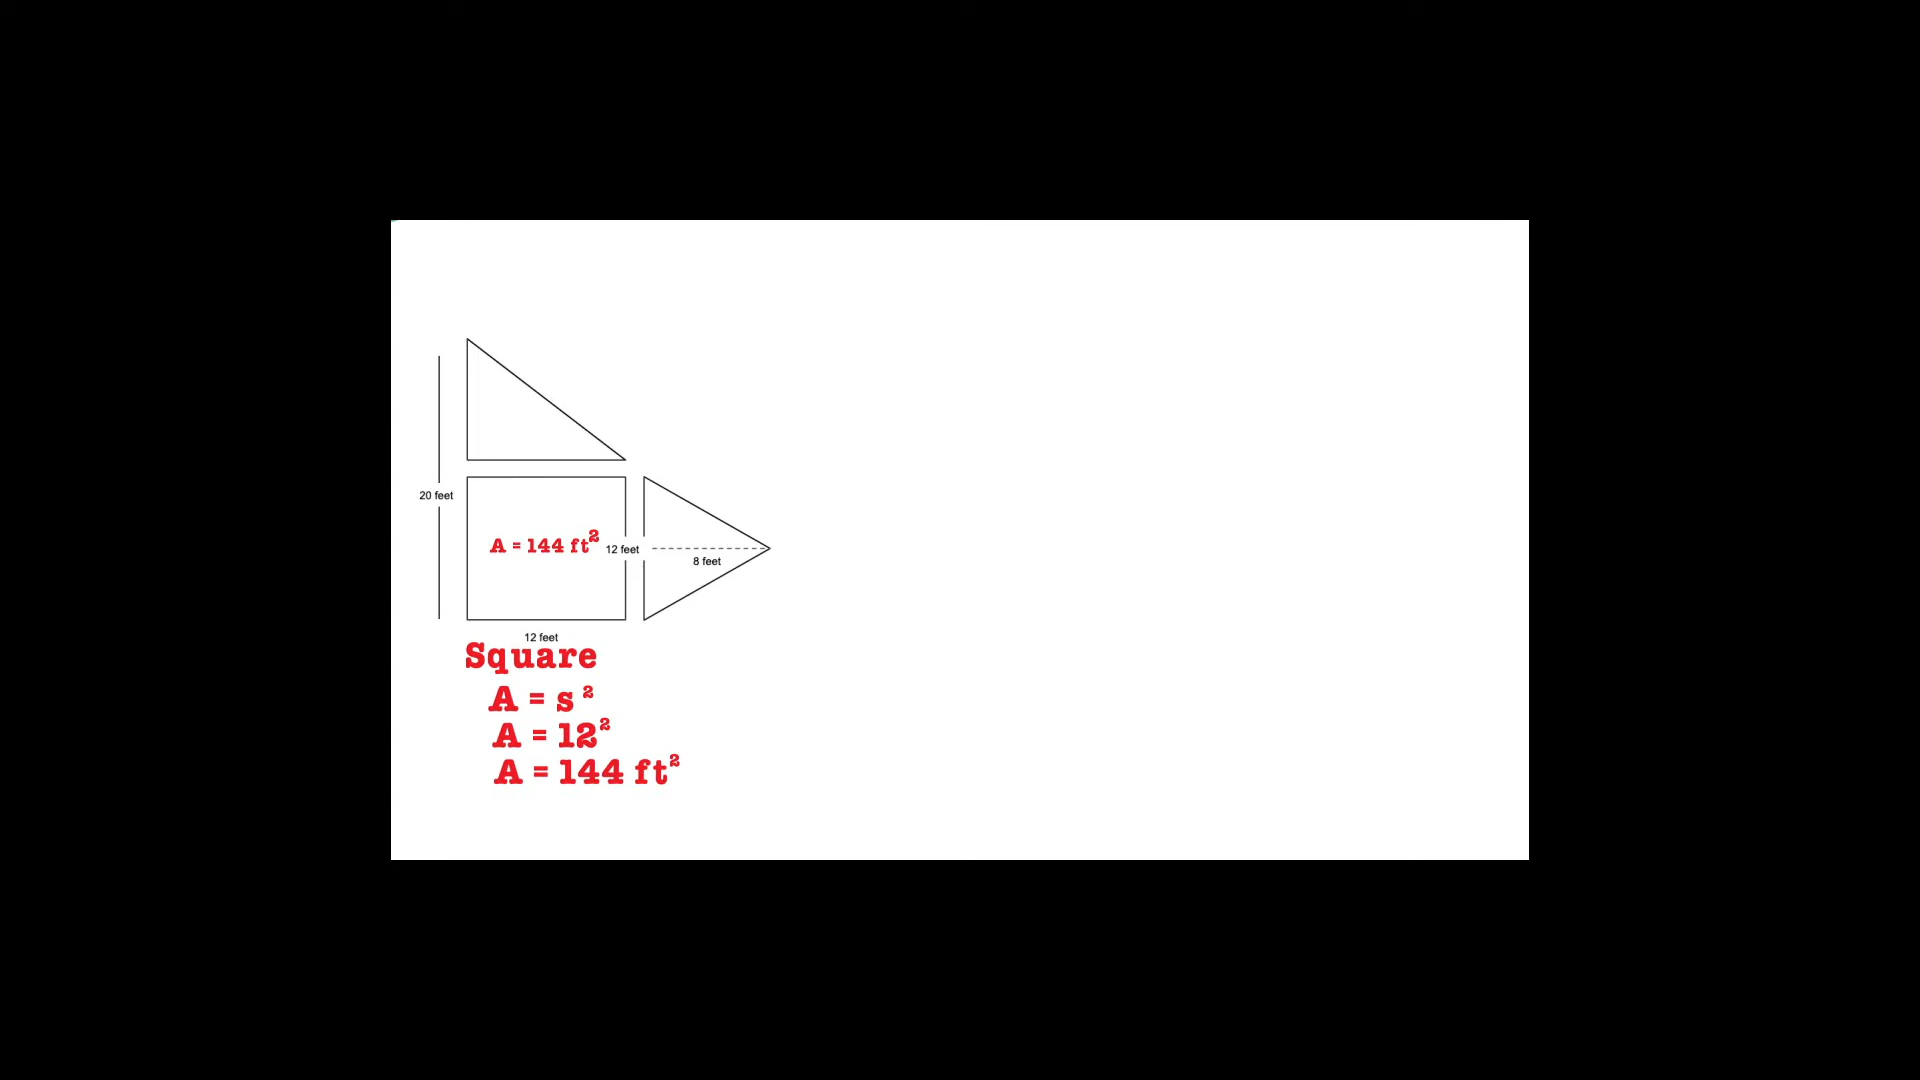 20 feet
A = 144 ft²
12 feet
8 feet
12 feet
Square
A = s²
A = 12²
A = 144 ft²